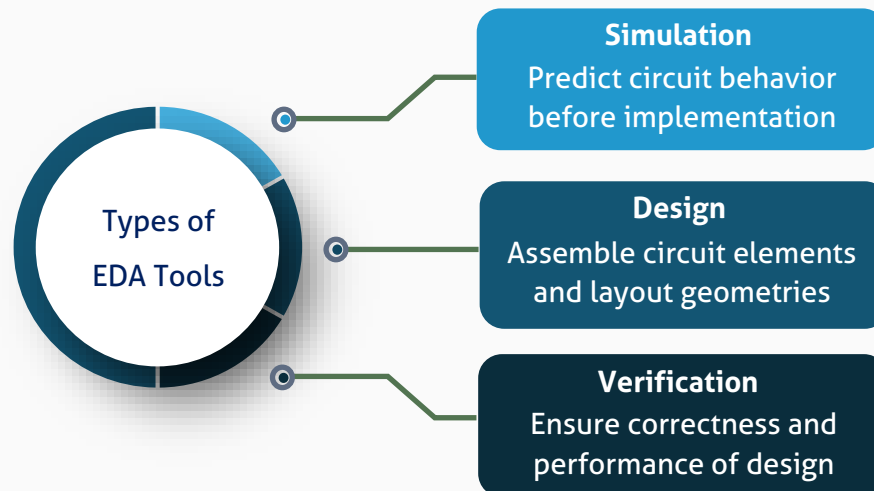 Types of
EDA Tools
Simulation
Predict circuit behavior
before implementation
Design
Assemble circuit elements
and layout geometries
Verification
Ensure correctness and
performance of design